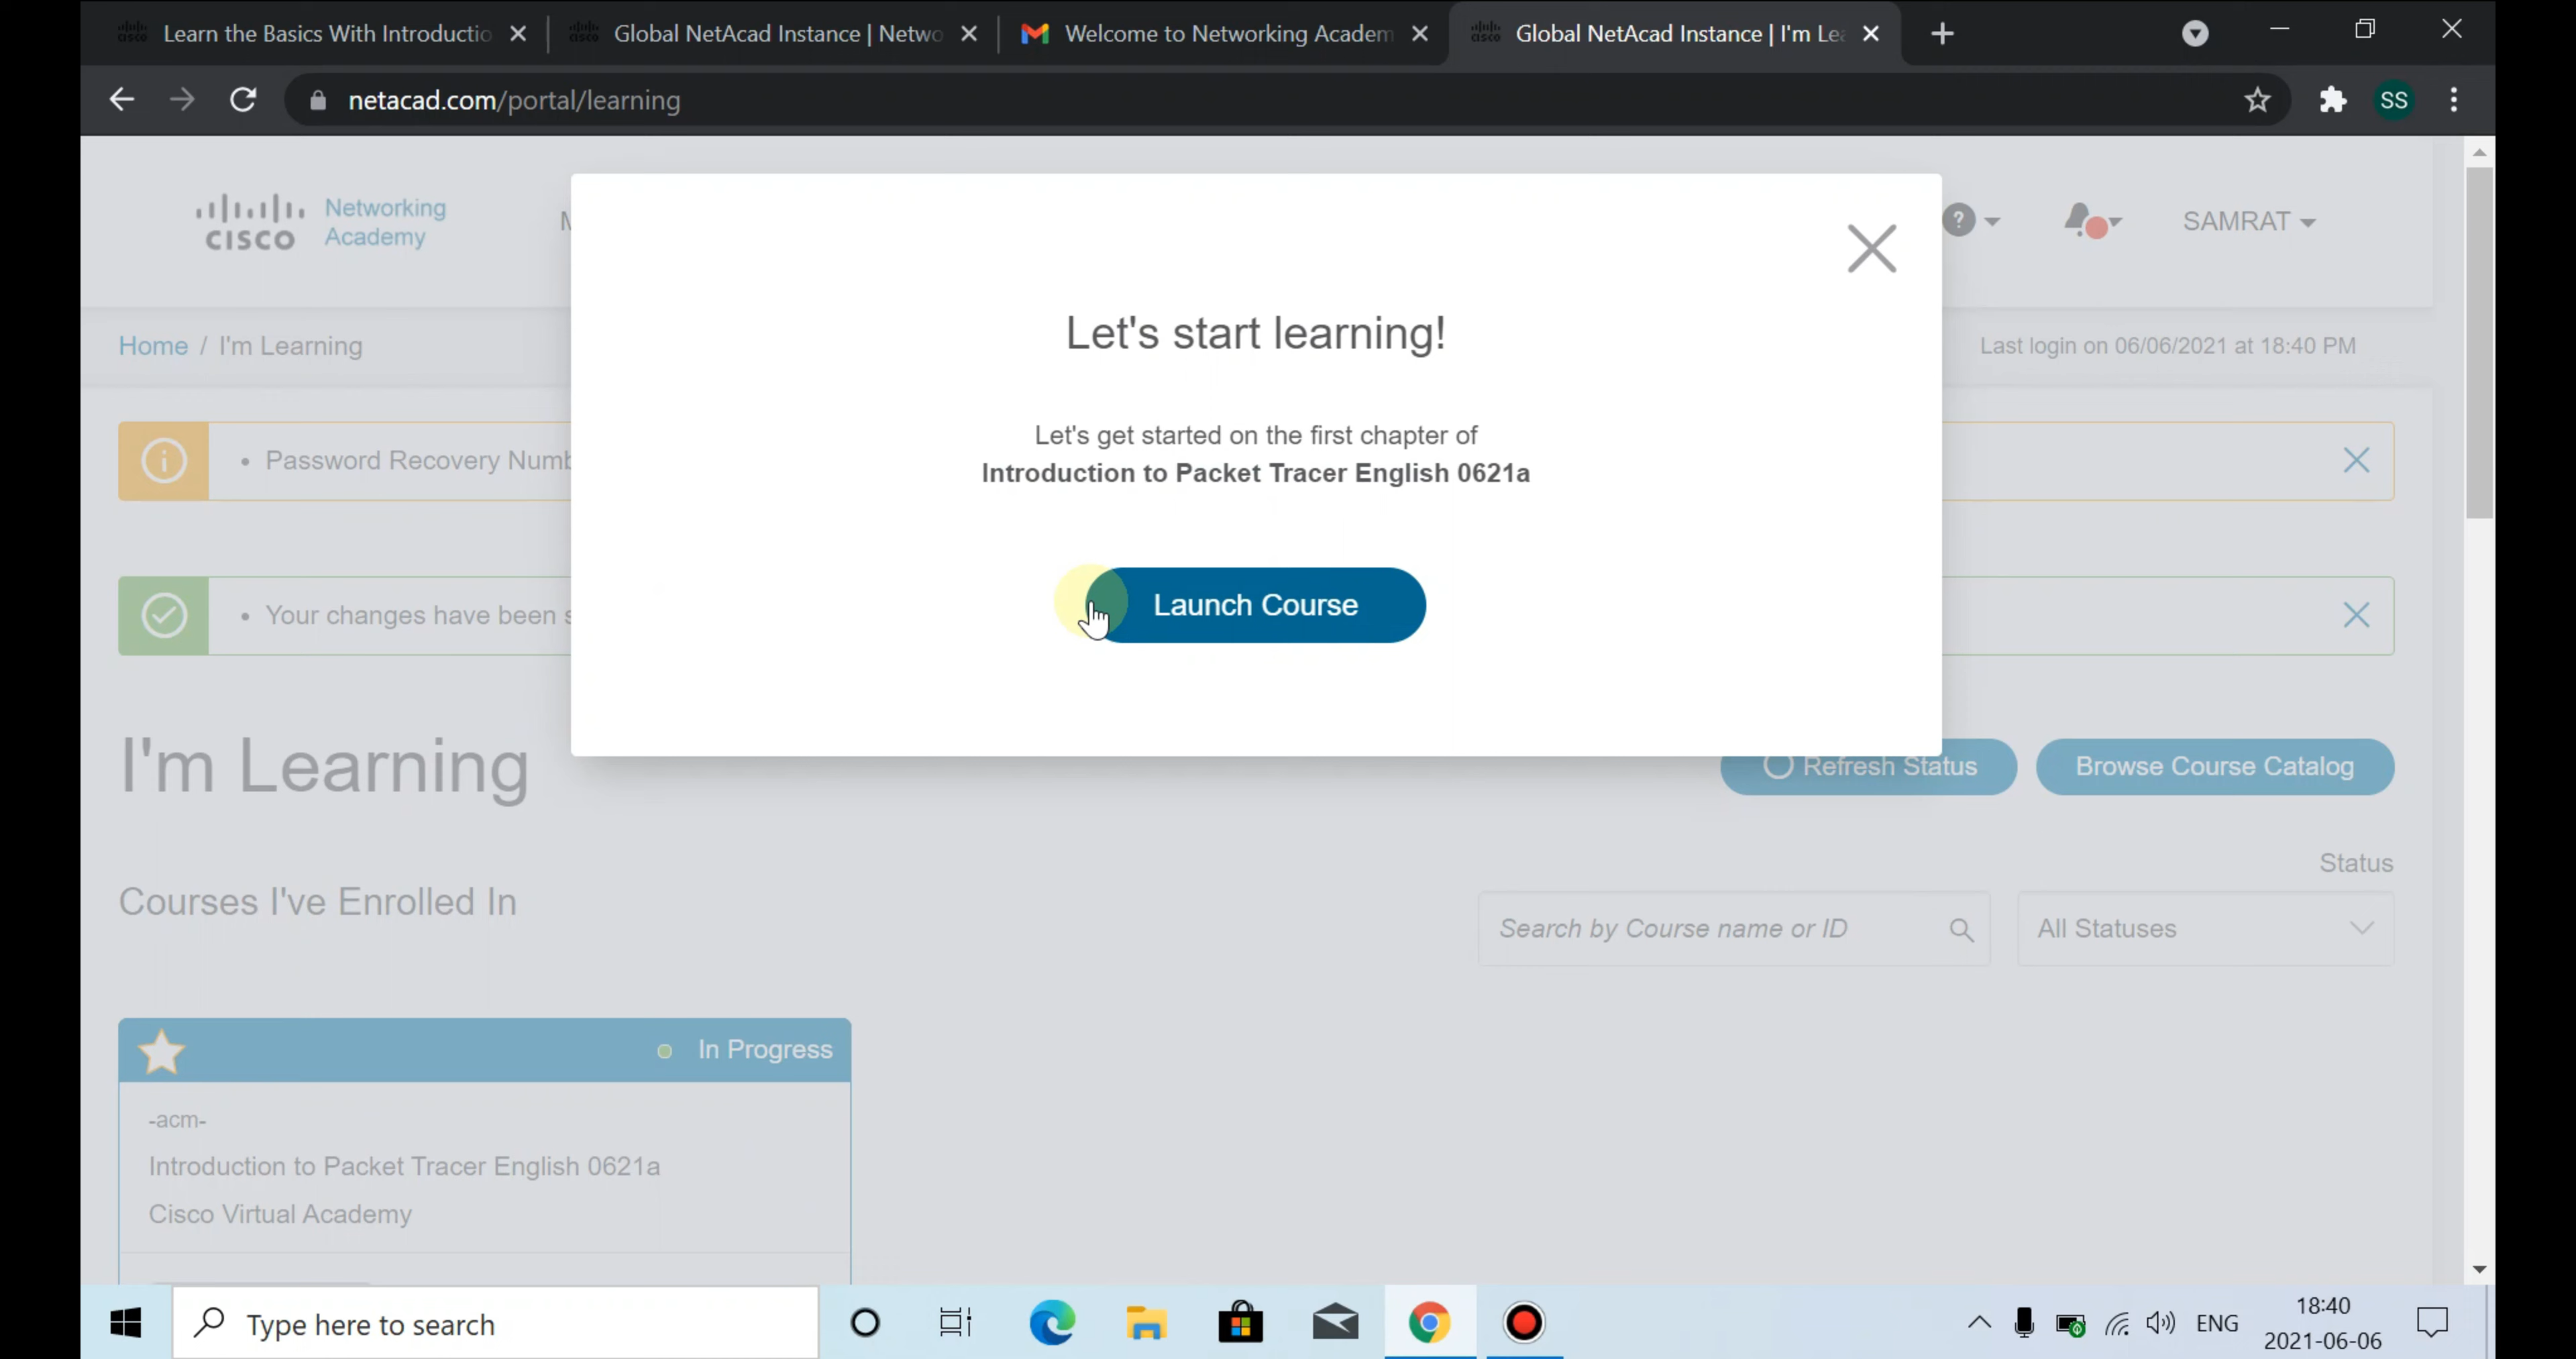 Learn the Basics With Introductio
Global NetAcad Instance | Netwo
Welcome to Networking Academ
Global NetAcad Instance | I'm Lea
netacad.com/portal/learning
SS
CISCO
Networking
Academy
M
SAMRAT
Home / I'm Learning
Last login on 06/06/2021 at 18:40 PM
Let's start learning!
Let's get started on the first chapter of
Introduction to Packet Tracer English 0621a
Launch Course
• Password Recovery Numb
• Your changes have been s
I'm Learning
Refresh Status
Browse Course Catalog
Courses I've Enrolled In
Status
Search by Course name or ID
All Statuses
In Progress
-acm-
Introduction to Packet Tracer English 0621a
Cisco Virtual Academy
Type here to search
ENG
18:40
2021-06-06